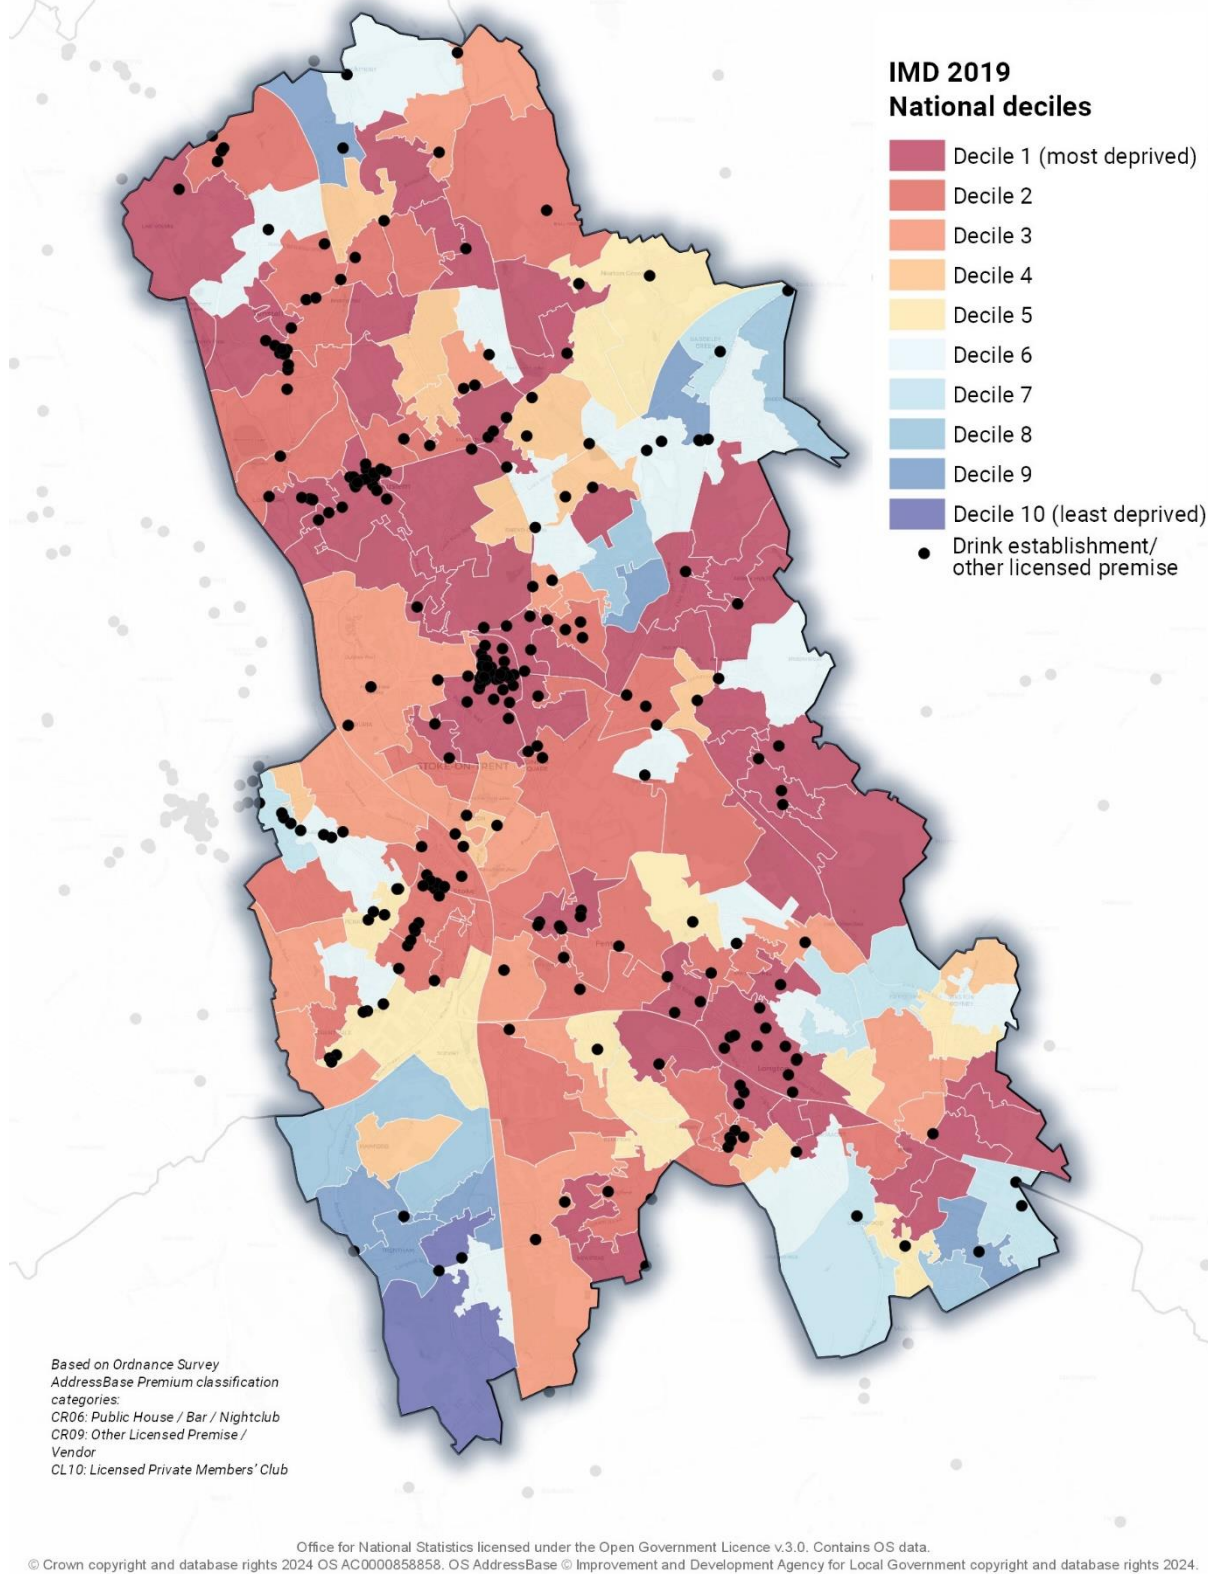 IMD 2019
National deciles
Decile 1 (most deprived)
Decile 2
Decile 3
Decile 4
Decile 5
Decile 6
Decile 7
Decile 8
Decile 9
Decile 10 (least deprived)
Drink establishment/
other licensed premise
STOKE-ON-TRENT
Based on Ordnance Survey
AddressBase Premium classification
categories:
CR06: Public House / Bar / Nightclub
CR09: Other Licensed Premise /
Vendor
CL10: Licensed Private Members' Club
Office for National Statistics licensed under the Open Government Licence v.3.0. Contains OS data.
© Crown copyright and database rights 2024 OS AC0000858858. OS AddressBase © Improvement and Development Agency for Local Government copyright and database rights 2024.